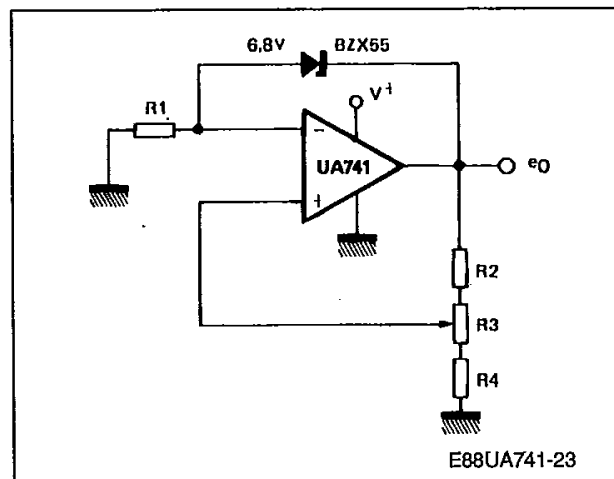 6,8V BZX55
R1
V+
-
UA741
+
eO
R2
R3
R4
E88UA741-23